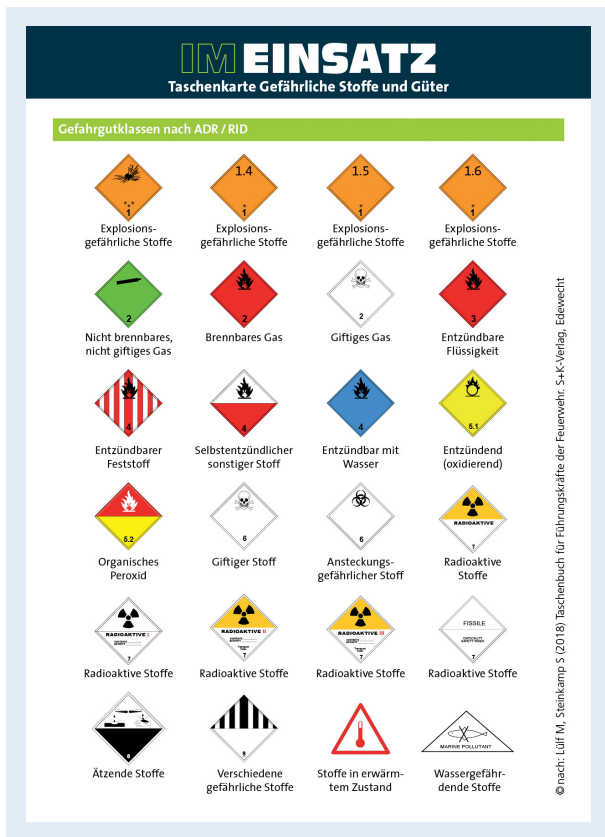 IM EINSATZ
Taschenkarte Gefährliche Stoffe und Güter
Gefahrgutklassen nach ADR / RID
1
1.4
1
1.5
1
1.6
1
Explosions-
gefährliche Stoffe
Explosions-
gefährliche Stoffe
Explosions-
gefährliche Stoffe
Explosions-
gefährliche Stoffe
2
2
2
3
Nicht brennbares,
nicht giftiges Gas
Brennbares Gas
Giftiges Gas
Entzündbare
Flüssigkeit
4
4
4
5.1
Entzündbarer
Feststoff
Selbstentzündlicher
sonstiger Stoff
Entzündbar mit
Wasser
Entzündend
(oxidierend)
5.2
6
6
RADIOAKTIVE
7
Organisches
Peroxid
Giftiger Stoff
Ansteckungs-
gefährlicher Stoff
Radioaktive
Stoffe
RADIOAKTIVE I
7
RADIOAKTIVE II
7
RADIOAKTIVE III
7
FISSILE
7
Radioaktive Stoffe
Radioaktive Stoffe
Radioaktive Stoffe
Radioaktive Stoffe
8
9
MARINE POLLUTANT
Ätzende Stoffe
Verschiedene
gefährliche Stoffe
Stoffe in erwärm-
tem Zustand
Wassergefähr-
dende Stoffe
© nach: Lülf M, Steinkamp S (2018) Taschenbuch für Führungskräfte der Feuerwehr. S+K-Verlag, Edewecht